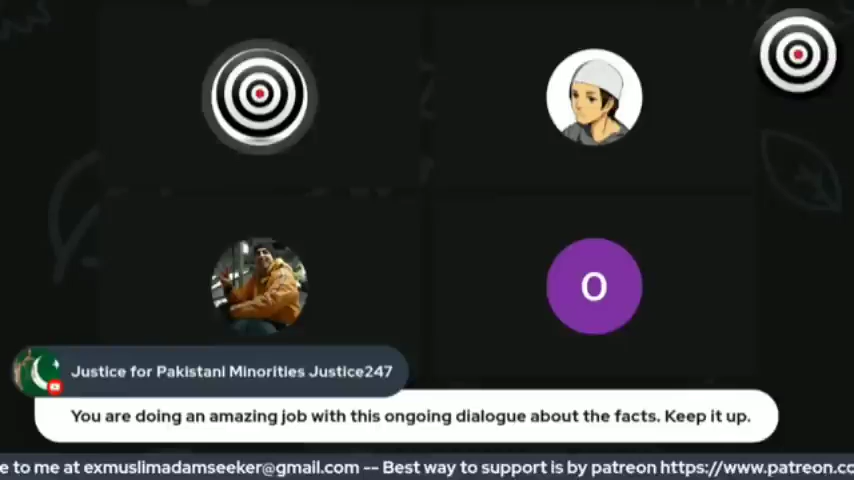 O
Justice for Pakistani Minorities Justice247
You are doing an amazing job with this ongoing dialogue about the facts. Keep it up.
e to me at exmuslimadamseeker@gmail.com -- Best way to support is by patreon https://www.patreon.co